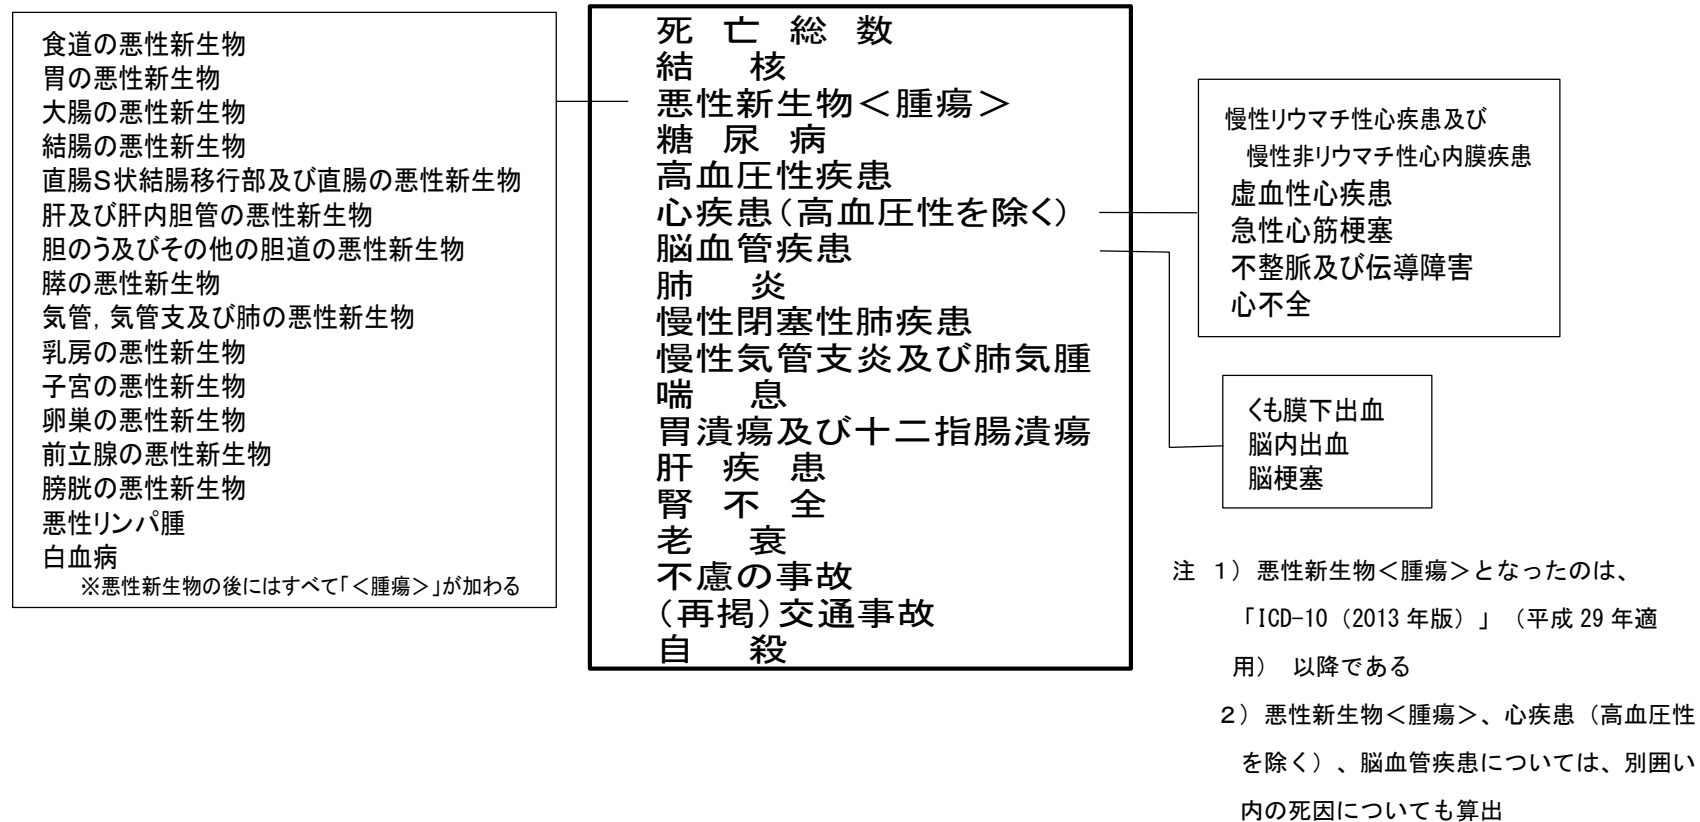 食道の悪性新生物
胃の悪性新生物
大腸の悪性新生物
結腸の悪性新生物
直腸S状結腸移行部及び直腸の悪性新生物
肝及び肝内胆管の悪性新生物
胆のう及びその他の胆道の悪性新生物
膵の悪性新生物
気管,気管支及び肺の悪性新生物
乳房の悪性新生物
子宮の悪性新生物
卵巣の悪性新生物
前立腺の悪性新生物
膀胱の悪性新生物
悪性リンパ腫
白血病
※悪性新生物の後にはすべて「<腫瘍>」が加わる
死 亡 総 数
結 核
悪性新生物<腫瘍>
糖 尿 病
高血圧性疾患
心疾患(高血圧性を除く)
脳血管疾患
肺 炎
慢性閉塞性肺疾患
慢性気管支炎及び肺気腫
喘 息
胃潰瘍及び十二指腸潰瘍
肝 疾 患
腎 不 全
老 衰
不慮の事故
(再掲)交通事故
自 殺
慢性リウマチ性心疾患及び
慢性非リウマチ性心内膜疾患
虚血性心疾患
急性心筋梗塞
不整脈及び伝導障害
心不全
くも膜下出血
脳内出血
脳梗塞
注 1)悪性新生物<腫瘍>となったのは、
「ICD-10(2013年版)」(平成29年適
用) 以降である
2)悪性新生物<腫瘍>、心疾患(高血圧性
を除く)、脳血管疾患については、別囲い
内の死因についても算出